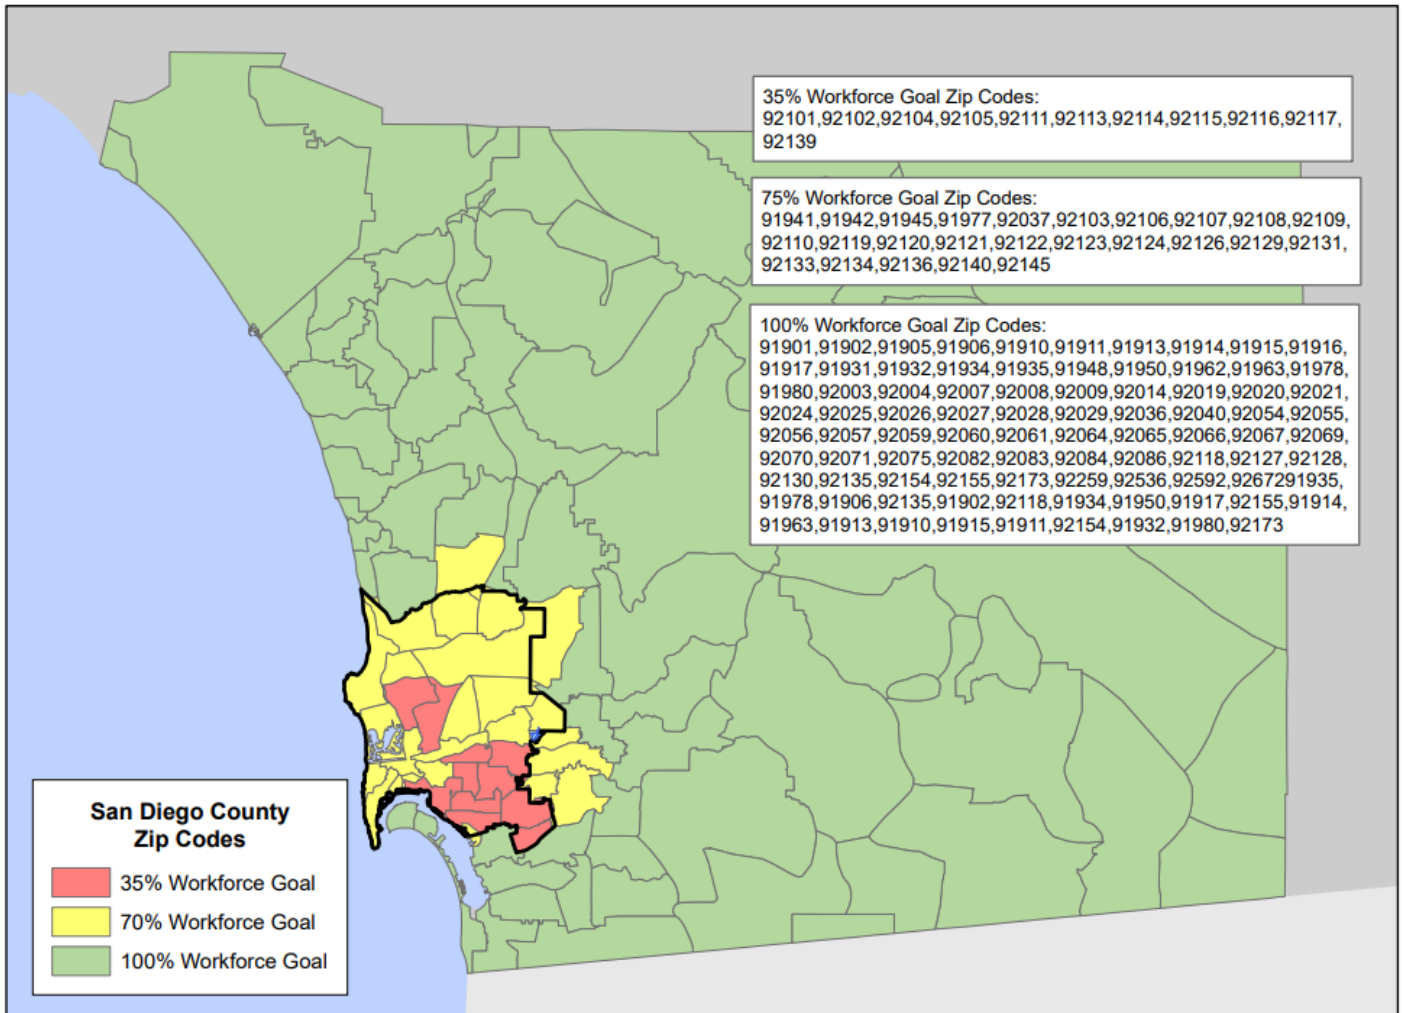 35% Workforce Goal Zip Codes:
92101,92102,92104,92105,92111,92113,92114,92115,92116,92117,
92139
75% Workforce Goal Zip Codes:
91941,91942,91945,91977,92037,92103,92106,92107,92108,92109,
92110,92119,92120,92121,92122,92123,92124,92126,92129,92131,
92133,92134,92136,92140,92145
100% Workforce Goal Zip Codes:
91901,91902,91905,91906,91910,91911,91913,91914,91915,91916,
91917,91931,91932,91934,91935,91948,91950,91962,91963,91978,
91980,92003,92004,92007,92008,92009,92014,92019,92020,92021,
92024,92025,92026,92027,92028,92029,92036,92040,92054,92055,
92056,92057,92059,92060,92061,92064,92065,92066,92067,92069,
92070,92071,92075,92082,92083,92084,92086,92118,92127,92128,
92130,92135,92154,92155,92173,92259,92536,92592,9267291935,
91978,91906,92135,91902,92118,91934,91950,91917,92155,91914,
91963,91913,91910,91915,91911,92154,91932,91980,92173
San Diego County
Zip Codes
35% Workforce Goal
70% Workforce Goal
100% Workforce Goal